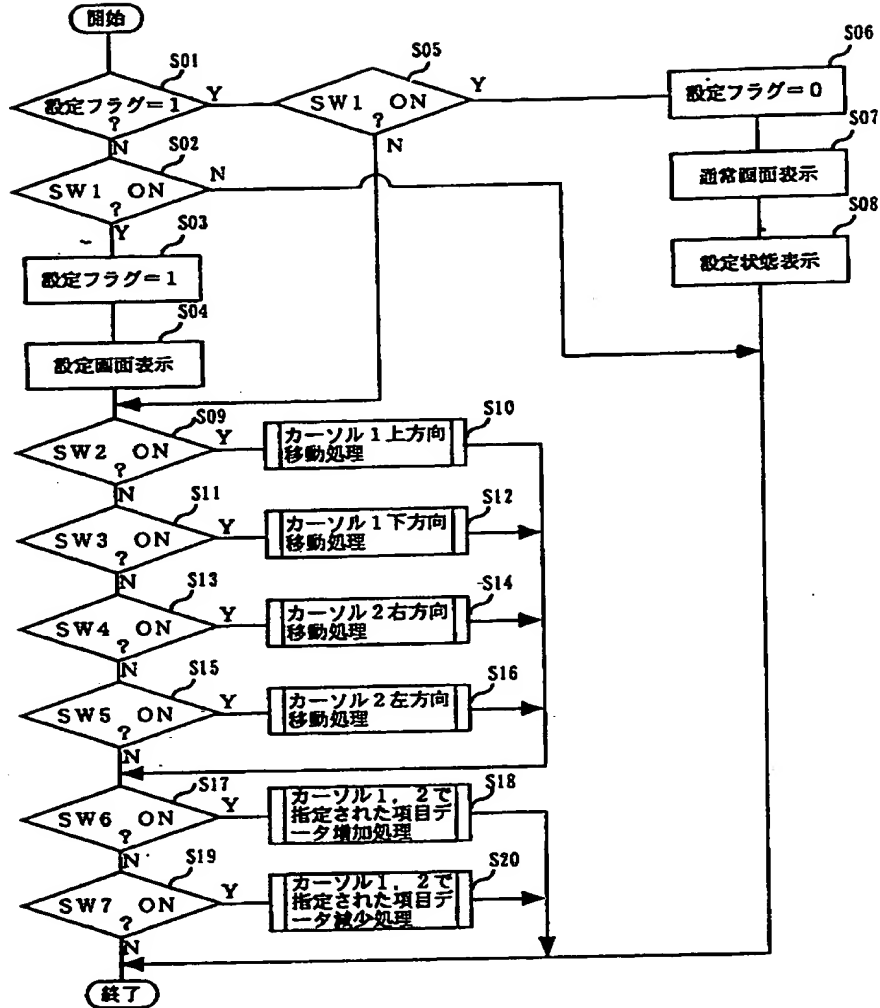 開始
S01
設定フラグ=1
?
Y
N
S05
SW1 ON
?
Y
N
S06
設定フラグ=0
S07
通常画面表示
S08
設定状態表示
S02
SW1 ON
?
N
Y
S03
設定フラグ=1
S04
設定画面表示
S09
SW2 ON
?
Y
N
S10
カーソル1上方向
移動処理
S11
SW3 ON
?
Y
N
S12
カーソル1下方向
移動処理
S13
SW4 ON
?
Y
N
S14
カーソル2右方向
移動処理
S15
SW5 ON
?
Y
N
S16
カーソル2左方向
移動処理
S17
SW6 ON
?
Y
N
S18
カーソル1,2で
指定された項目デ
ータ増加処理
S19
SW7 ON
?
Y
N
S20
カーソル1,2で
指定された項目デ
ータ減少処理
終了